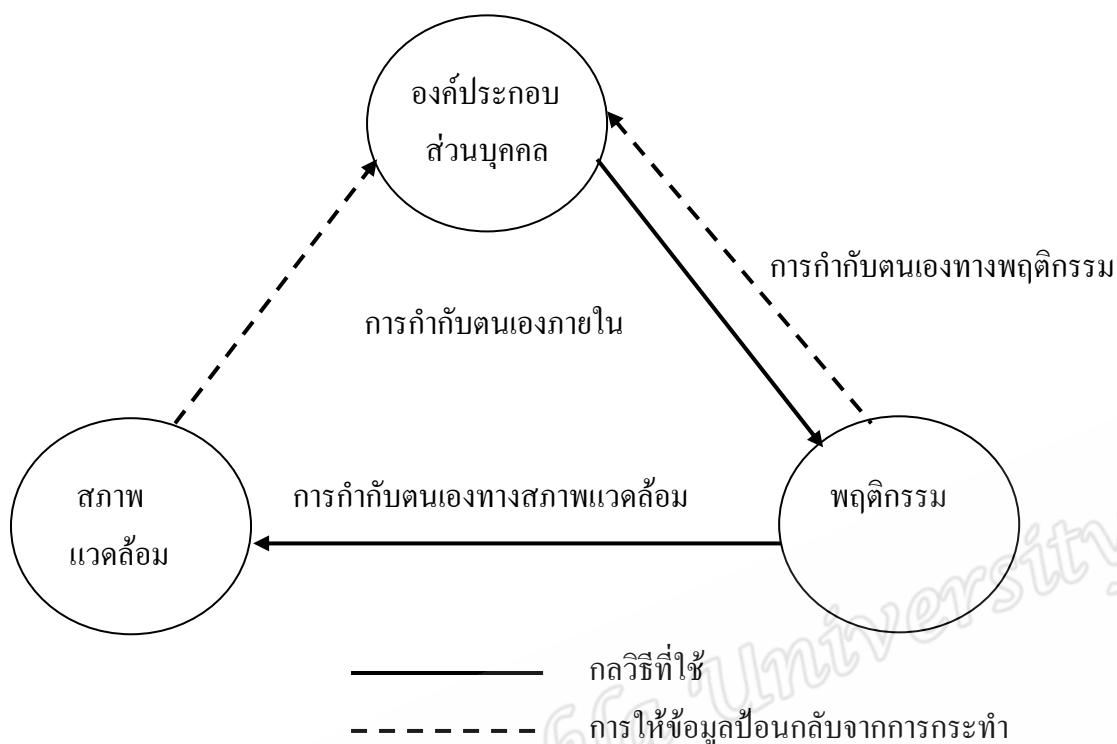 องค์ประกอบ
ส่วนบุคคล
การกำกับตนเองทางพฤติกรรม
การกำกับตนเองภายใน
สภาพ
แวดล้อม
การกำกับตนเองทางสภาพแวดล้อม
พฤติกรรม
กลวิธีที่ใช้
การให้ข้อมูลป้อนกลับจากการกระทำ
University